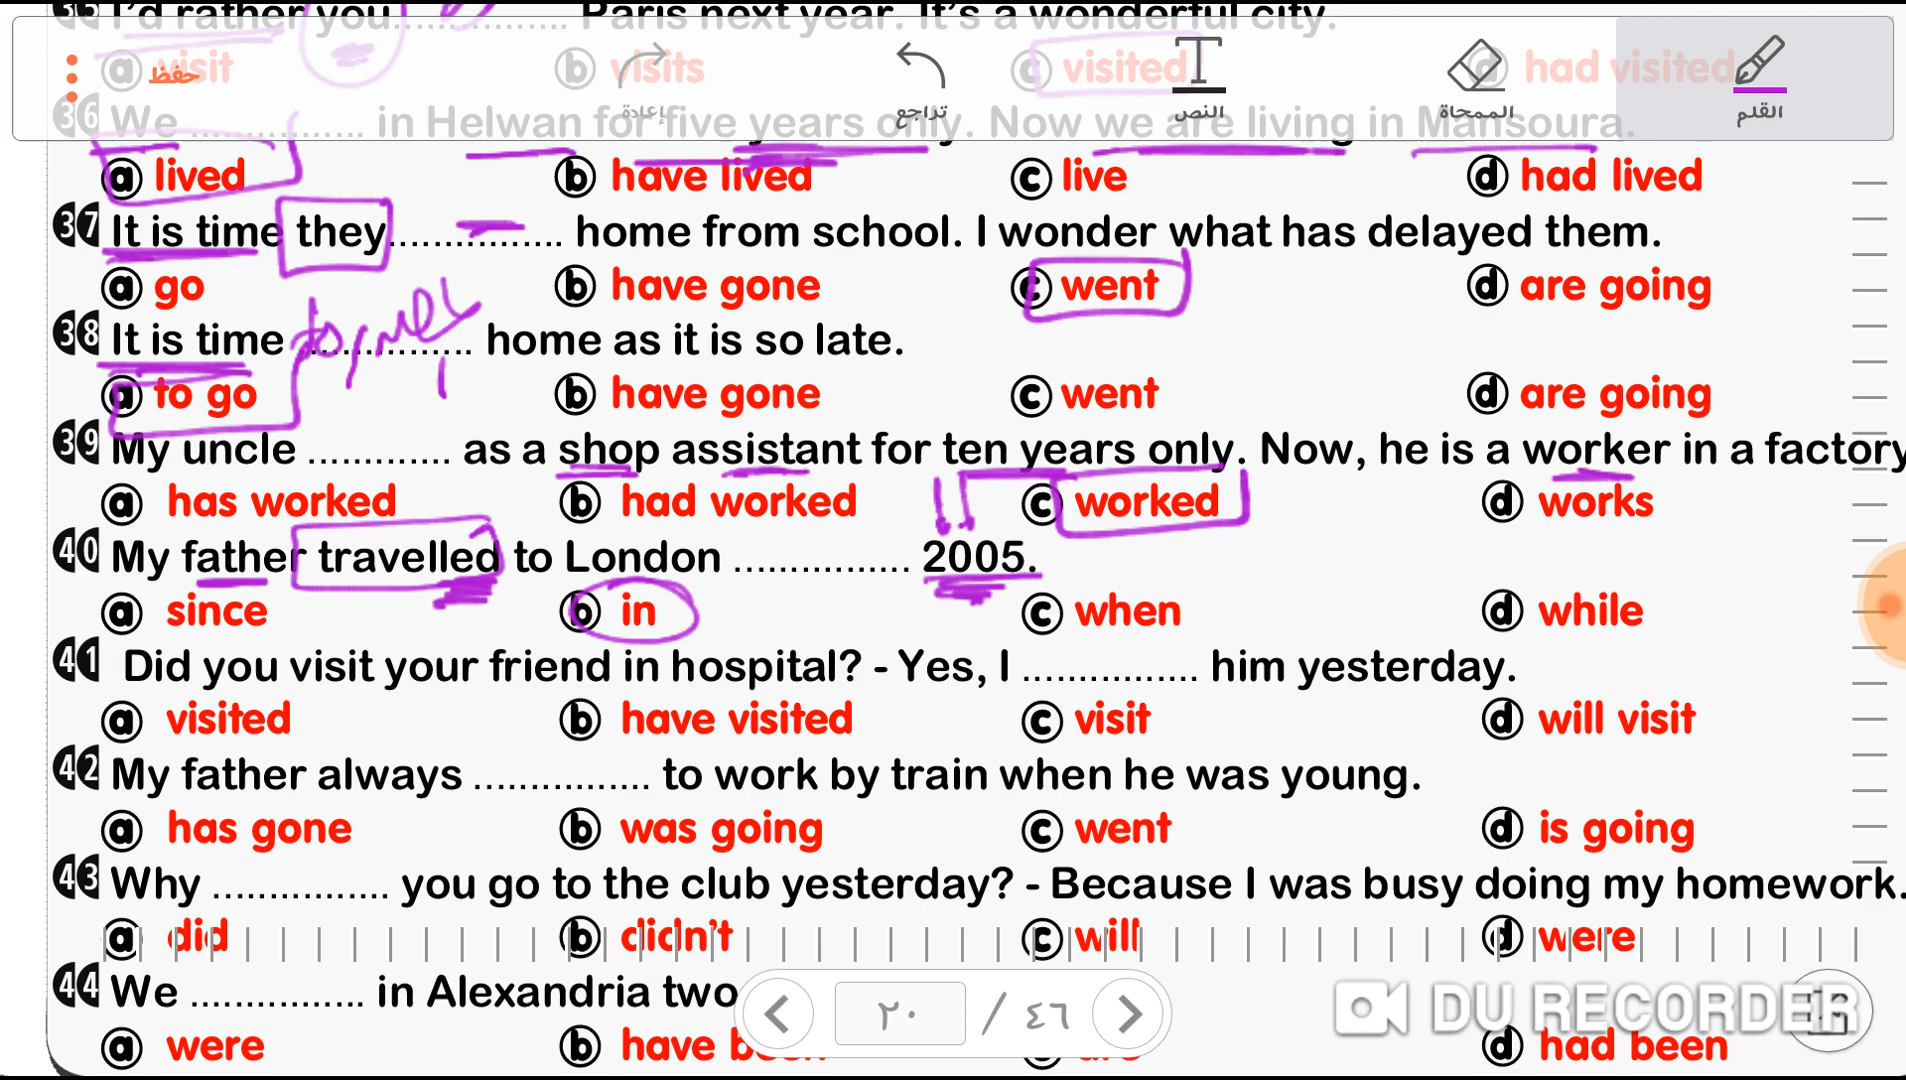 35 I'd rather you............... Paris next year. It's a wonderful city.
a visit b visits c visited d had visited
حفظ إعادة تراجع النص الممحاة القلم
36 We ................ in Helwan for five years only. Now we are living in Mansoura.
a lived b have lived c live d had lived
37 It is time they................ home from school. I wonder what has delayed them.
a go b have gone c went d are going
38 It is time ............... home as it is so late.
a to go b have gone c went d are going
39 My uncle ............. as a shop assistant for ten years only. Now, he is a worker in a factory
a has worked b had worked c worked d works
40 My father travelled to London ................ 2005.
a since b in c when d while
41 Did you visit your friend in hospital? - Yes, I ................ him yesterday.
a visited b have visited c visit d will visit
42 My father always ................ to work by train when he was young.
a has gone b was going c went d is going
43 Why ................ you go to the club yesterday? - Because I was busy doing my homework.
a did b didn't c will d were
44 We ................ in Alexandria two
٢٠ / ٤٦
DU RECORDER
a were b have been c are d had been